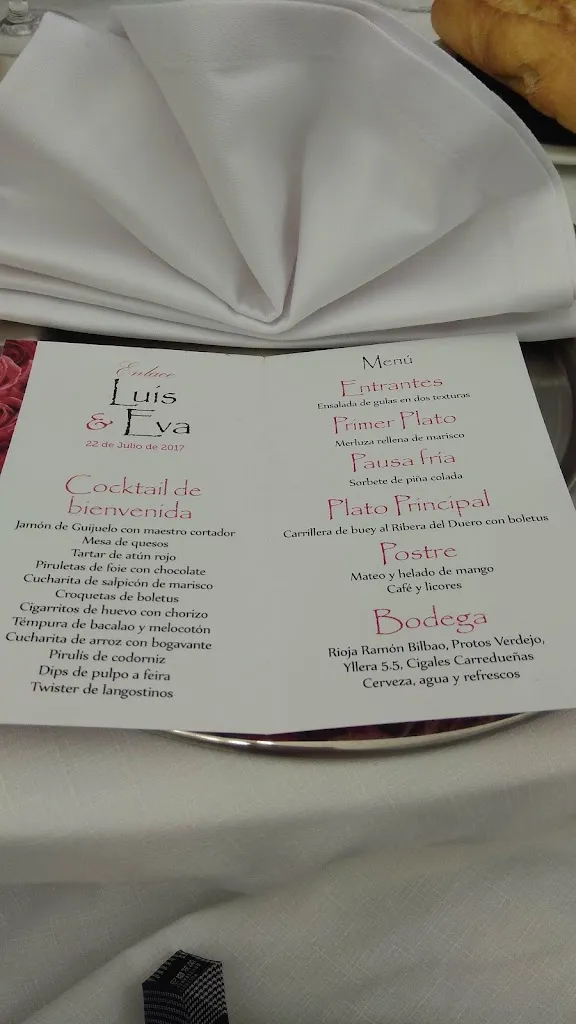 Enlace
Luis
& Eva
22 de Julio de 2017
Cocktail de
bienvenida
Jamón de Guijuelo con maestro cortador
Mesa de quesos
Tartar de atún rojo
Piruletas de foie con chocolate
Cucharita de salpicón de marisco
Croquetas de boletus
Cigarritos de huevo con chorizo
Témpura de bacalao y melocotón
Cucharita de arroz con bogavante
Pirulís de codorniz
Dips de pulpo a feira
Twister de langostinos
Menú
Entrantes
Ensalada de gulas en dos texturas
Primer Plato
Merluza rellena de marisco
Pausa fría
Sorbete de piña colada
Plato Principal
Carrillera de buey al Ribera del Duero con boletus
Postre
Mateo y helado de mango
Café y licores
Bodega
Rioja Ramón Bilbao, Protos Verdejo,
Yllera 5.5, Cigales Carredueñas
Cerveza, agua y refrescos